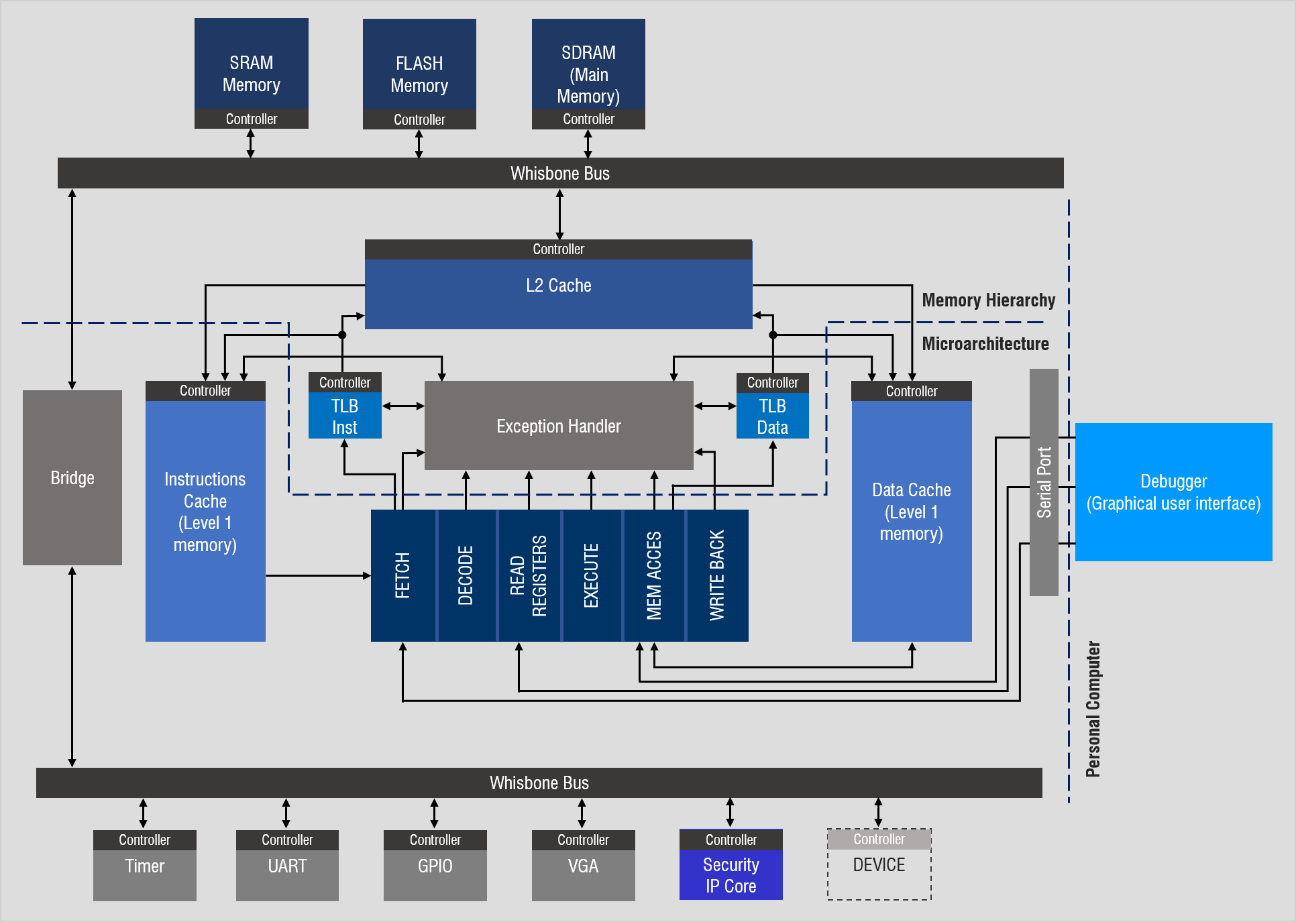 SRAM
Memory
Controller
FLASH
Memory
Controller
SDRAM
(Main
Memory)
Controller
Whisbone Bus
Controller
L2 Cache
Memory Hierarchy
Microarchitecture
Controller
Instructions
Cache
(Level 1
memory)
Controller
TLB
Inst
Exception Handler
Controller
TLB
Data
Controller
Data Cache
(Level 1
memory)
Bridge
Serial Port
Debugger
(Graphical user interface)
FETCH
DECODE
READ
REGISTERS
EXECUTE
MEM ACCES
WRITE BACK
Personal Computer
Whisbone Bus
Controller
Timer
Controller
UART
Controller
GPIO
Controller
VGA
Controller
Security
IP Core
Controller
DEVICE